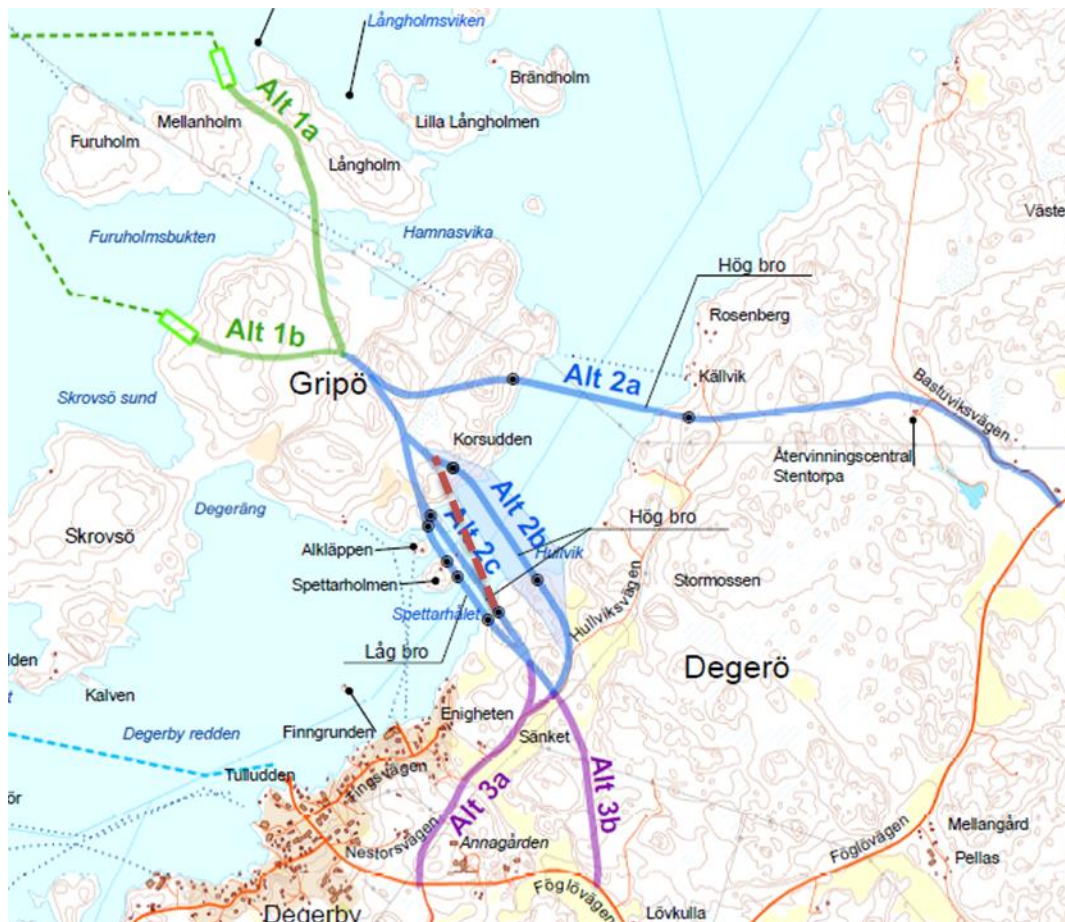 Långholmsviken
Alt 1a
Brändholm
Mellanholm
Lilla Långholmen
Furuholm
Långholm
Väste
Furuholmsbukten
Hamnasvika
Hög bro
Rosenberg
Alt 1b
Källvik
Alt 2a
Gripö
Bastuviksvägen
Skrovsö sund
Korsudden
Återvinningscentral
Stentorpa
Alt 2b
Degeräng
Hög bro
Skrovsö
Alt 2c
Alkläppen
Hullvik
Spettarholmen
Stormossen
Spettarhålet
Hullviksvägen
Låg bro
Degerö
Kalven
Enigheten
Degerby redden
Finngrunden
Sänket
Tulludden
Tingsvägen
Alt 3a
Alt 3b
Nestorsvägen
Annagården
Mellangård
Föglövägen
Pellas
Föglövägen
Degerby
Lövkulla